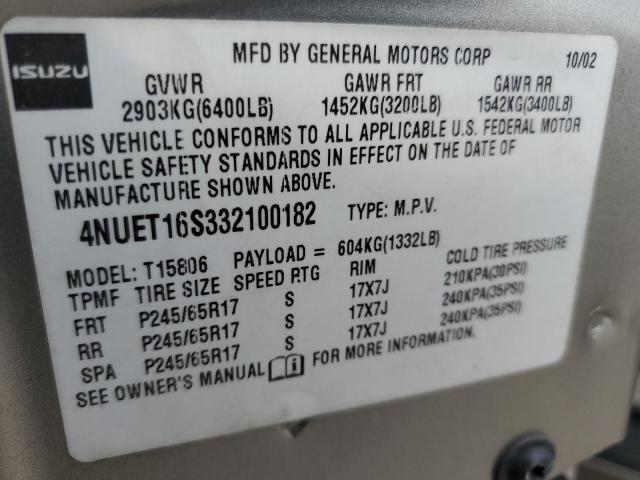 ISUZU
MFD BY GENERAL MOTORS CORP 10/02
GVWR GAWR FRT GAWR RR
2903KG(6400LB) 1452KG(3200LB) 1542KG(3400LB)
THIS VEHICLE CONFORMS TO ALL APPLICABLE U.S. FEDERAL MOTOR
VEHICLE SAFETY STANDARDS IN EFFECT ON THE DATE OF
MANUFACTURE SHOWN ABOVE.
4NUET16S332100182 TYPE: M.P.V.
MODEL: T15806 PAYLOAD = 604KG(1332LB)
TPMF TIRE SIZE SPEED RTG RIM COLD TIRE PRESSURE
FRT P245/65R17 S 17X7J 210KPA(30PSI)
RR P245/65R17 S 17X7J 240KPA(35PSI)
SPA P245/65R17 S 17X7J 240KPA(35PSI)
SEE OWNER'S MANUAL i FOR MORE INFORMATION.